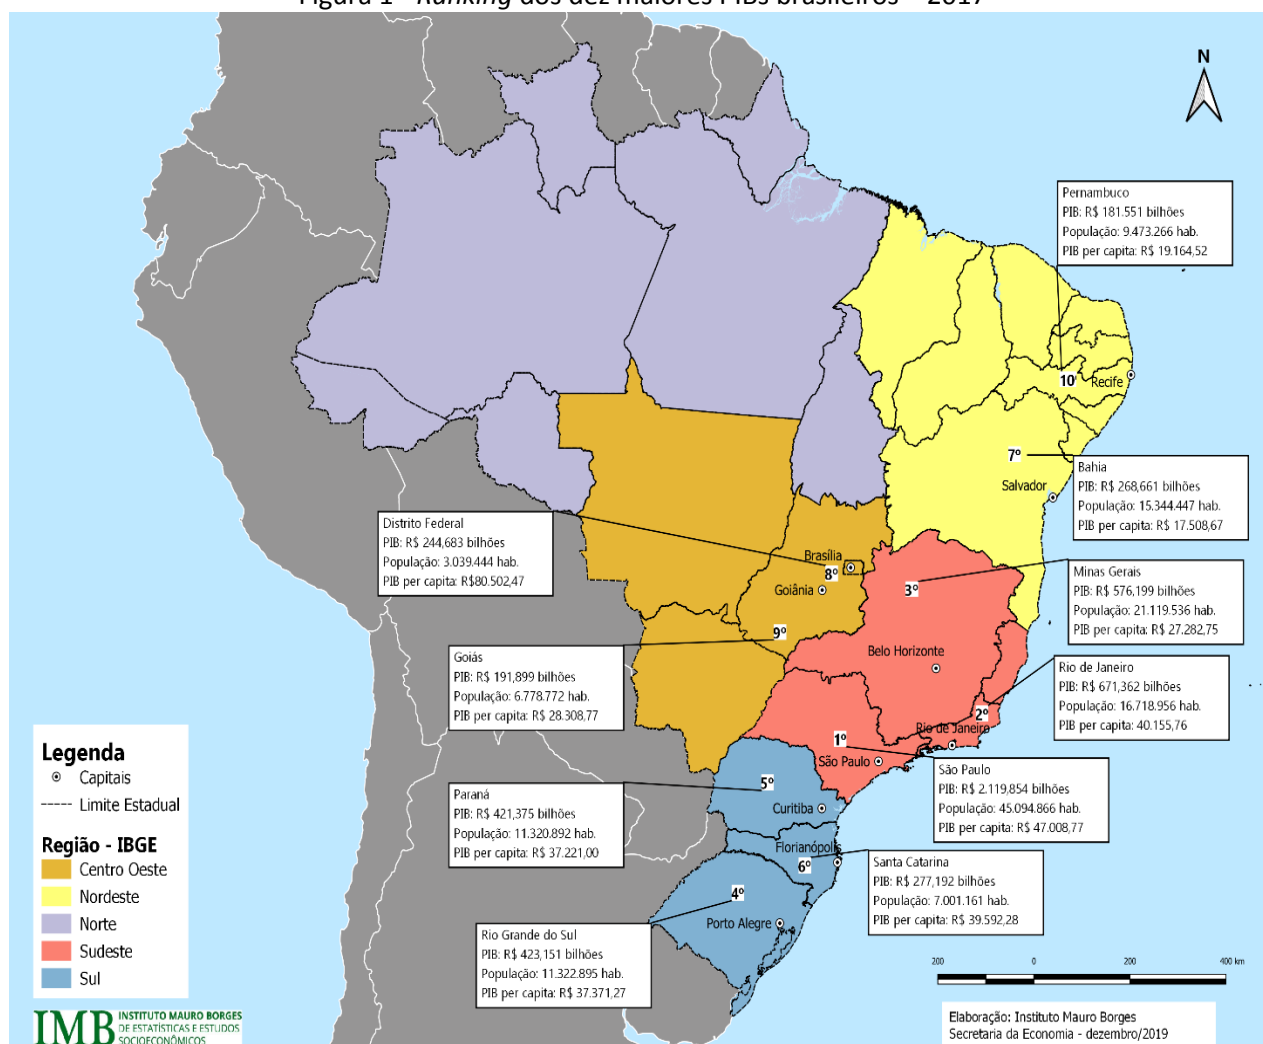 Figura 1 - Ranking dos dez maiores PIBs brasileiros – 2017
N
Pernambuco
PIB: R$ 181.551 bilhões
População: 9.473.266 hab.
PIB per capita: R$ 19.164,52
10º
Recife
7º
Salvador
Bahia
PIB: R$ 268,661 bilhões
População: 15.344.447 hab.
PIB per capita: R$ 17.508,67
Distrito Federal
PIB: R$ 244,683 bilhões
População: 3.039.444 hab.
PIB per capita: R$80.502,47
Brasília
8º
Goiânia
3º
Minas Gerais
PIB: R$ 576,199 bilhões
População: 21.119.536 hab.
PIB per capita: R$ 27.282,75
9º
Goiás
PIB: R$ 191,899 bilhões
População: 6.778.772 hab.
PIB per capita: R$ 28.308,77
Belo Horizonte
Rio de Janeiro
PIB: R$ 671,362 bilhões
População: 16.718.956 hab.
PIB per capita: R$ 40.155,76
2º
Rio de Janeiro
1º
São Paulo
São Paulo
PIB: R$ 2.119,854 bilhões
População: 45.094.866 hab.
PIB per capita: R$ 47.008,77
5º
Curitiba
Paraná
PIB: R$ 421,375 bilhões
População: 11.320.892 hab.
PIB per capita: R$ 37.221,00
Florianópolis
6º
Santa Catarina
PIB: R$ 277,192 bilhões
População: 7.001.161 hab.
PIB per capita: R$ 39.592,28
4º
Porto Alegre
Rio Grande do Sul
PIB: R$ 423,151 bilhões
População: 11.322.895 hab.
PIB per capita: R$ 37.371,27
Legenda
Capitais
Limite Estadual
Região - IBGE
Centro Oeste
Nordeste
Norte
Sudeste
Sul
200 0 200 400 km
IMB INSTITUTO MAURO BORGES
DE ESTATÍSTICAS E ESTUDOS
SOCIOECONÔMICOS
Elaboração: Instituto Mauro Borges
Secretaria da Economia - dezembro/2019